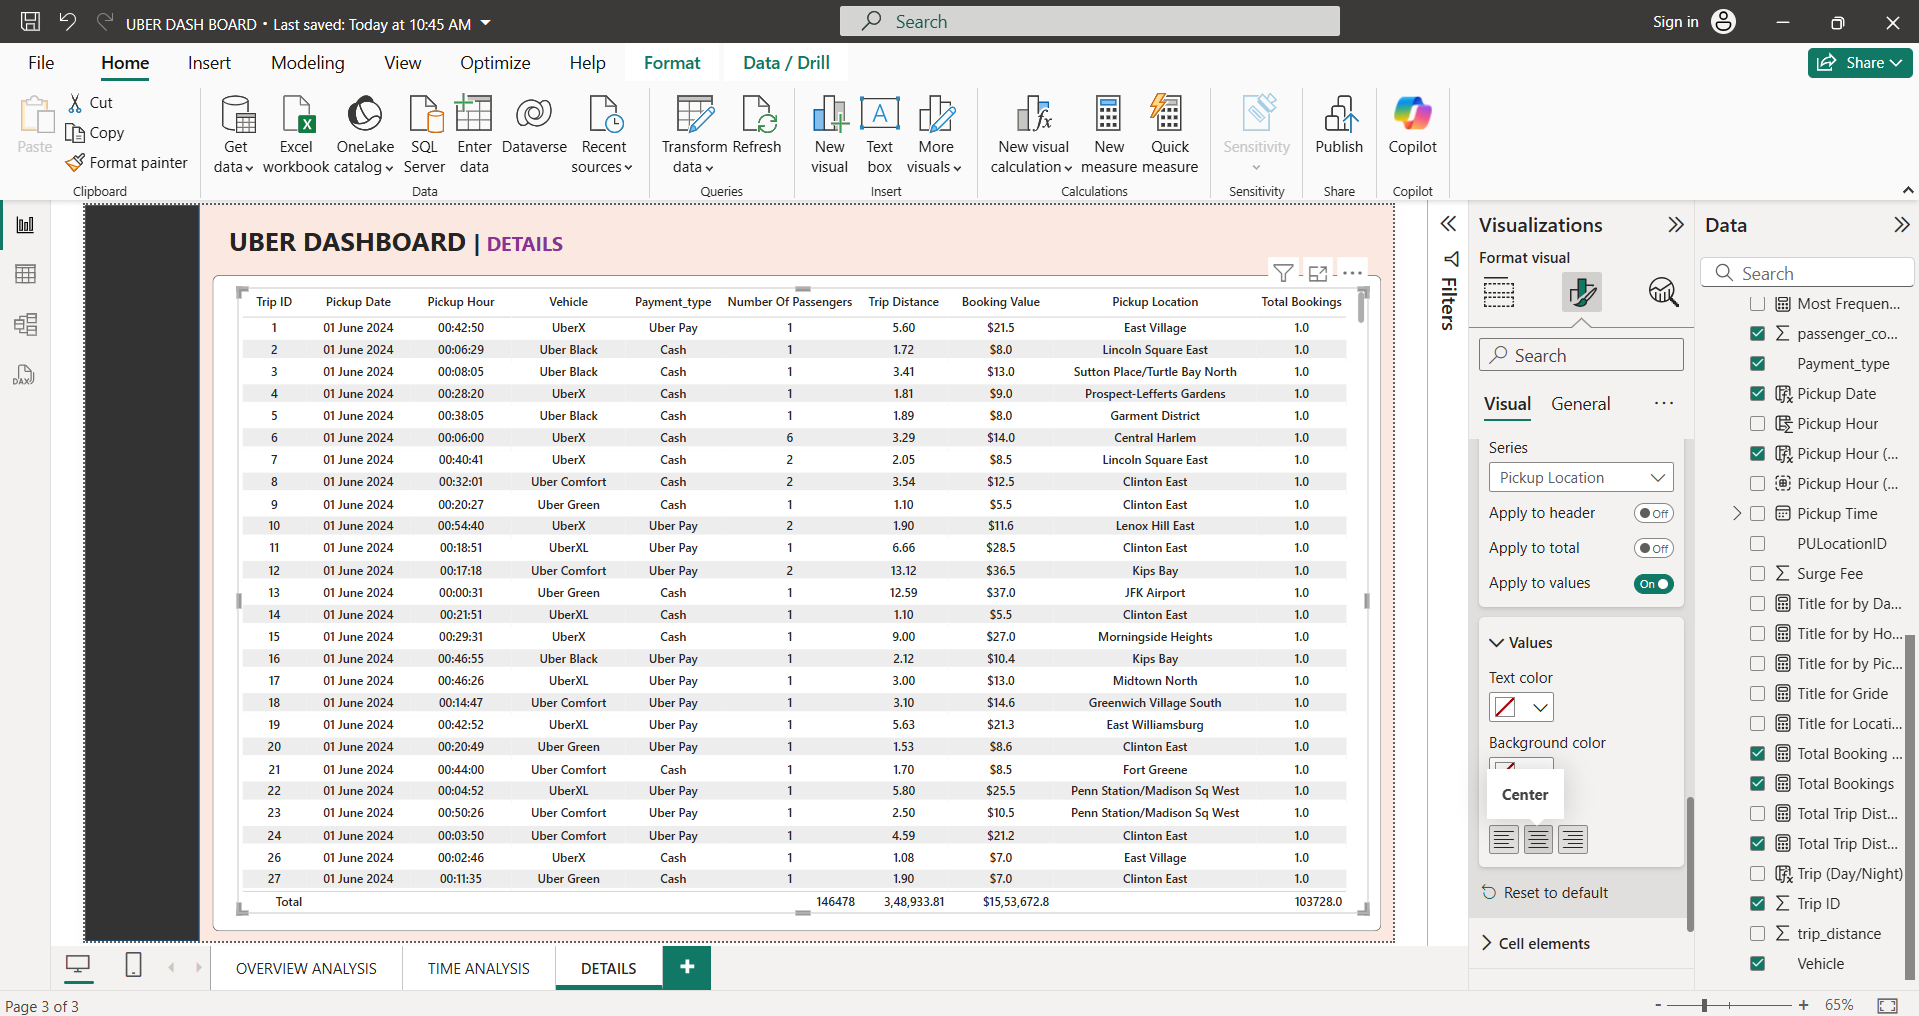 UBER DASH BOARD • Last saved: Today at 10:45 AM
Search
Sign in
File Home Insert Modeling View Optimize Help Format Data / Drill
Share
Paste
Cut
Copy
Format painter
Clipboard
Get data
Excel workbook
OneLake catalog
SQL Server
Enter data
Dataverse
Recent sources
Data
Transform data
Refresh
Queries
New visual
Text box
More visuals
Insert
New visual calculation
New measure
Quick measure
Calculations
Sensitivity
Sensitivity
Publish
Share
Copilot
Copilot
UBER DASHBOARD | DETAILS
Trip ID Pickup Date Pickup Hour Vehicle Payment_type Number Of Passengers Trip Distance Booking Value Pickup Location Total Bookings
1 01 June 2024 00:42:50 UberX Uber Pay 1 5.60 $21.5 East Village 1.0
2 01 June 2024 00:06:29 Uber Black Cash 1 1.72 $8.0 Lincoln Square East 1.0
3 01 June 2024 00:08:05 Uber Black Cash 1 3.41 $13.0 Sutton Place/Turtle Bay North 1.0
4 01 June 2024 00:28:20 UberX Cash 1 1.81 $9.0 Prospect-Lefferts Gardens 1.0
5 01 June 2024 00:38:05 Uber Black Cash 1 1.89 $8.0 Garment District 1.0
6 01 June 2024 00:06:00 UberX Cash 6 3.29 $14.0 Central Harlem 1.0
7 01 June 2024 00:40:41 UberX Cash 2 2.05 $8.5 Lincoln Square East 1.0
8 01 June 2024 00:32:01 Uber Comfort Cash 2 3.54 $12.5 Clinton East 1.0
9 01 June 2024 00:20:27 Uber Green Cash 1 1.10 $5.5 Clinton East 1.0
10 01 June 2024 00:54:40 UberX Uber Pay 2 1.90 $11.6 Lenox Hill East 1.0
11 01 June 2024 00:18:51 UberXL Uber Pay 1 6.66 $28.5 Clinton East 1.0
12 01 June 2024 00:17:18 Uber Comfort Uber Pay 2 13.12 $36.5 Kips Bay 1.0
13 01 June 2024 00:00:31 Uber Green Cash 1 12.59 $37.0 JFK Airport 1.0
14 01 June 2024 00:21:51 UberXL Cash 1 1.10 $5.5 Clinton East 1.0
15 01 June 2024 00:29:31 UberX Cash 1 9.00 $27.0 Morningside Heights 1.0
16 01 June 2024 00:46:55 Uber Black Uber Pay 1 2.12 $10.4 Kips Bay 1.0
17 01 June 2024 00:46:26 UberXL Uber Pay 1 3.00 $13.0 Midtown North 1.0
18 01 June 2024 00:14:47 Uber Comfort Uber Pay 1 3.10 $14.6 Greenwich Village South 1.0
19 01 June 2024 00:42:52 UberXL Uber Pay 1 5.63 $21.3 East Williamsburg 1.0
20 01 June 2024 00:20:49 Uber Green Uber Pay 1 1.53 $8.6 Clinton East 1.0
21 01 June 2024 00:44:00 Uber Comfort Cash 1 1.70 $8.5 Fort Greene 1.0
22 01 June 2024 00:04:52 UberXL Uber Pay 1 5.80 $25.5 Penn Station/Madison Sq West 1.0
23 01 June 2024 00:50:26 Uber Comfort Uber Pay 1 2.50 $10.5 Penn Station/Madison Sq West 1.0
24 01 June 2024 00:03:50 Uber Comfort Uber Pay 1 4.59 $21.2 Clinton East 1.0
26 01 June 2024 00:02:46 UberX Cash 1 1.08 $7.0 East Village 1.0
27 01 June 2024 00:11:35 Uber Green Cash 1 1.90 $7.0 Clinton East 1.0
Total 146478 3,48,933.81 $15,53,672.8 103728.0
Filters
Visualizations
Format visual
Search
Visual General
Series
Pickup Location
Apply to header Off
Apply to total Off
Apply to values On
Values
Text color
Background color
Center
Reset to default
Cell elements
Data
Search
Most Frequen...
passenger_co...
Payment_type
Pickup Date
Pickup Hour
Pickup Hour (...
Pickup Hour (...
Pickup Time
PULocationID
Surge Fee
Title for by Da...
Title for by Ho...
Title for by Pic...
Title for Gride
Title for Locati...
Total Booking ...
Total Bookings
Total Trip Dist...
Total Trip Dist...
Trip (Day/Night)
Trip ID
trip_distance
Vehicle
OVERVIEW ANALYSIS TIME ANALYSIS DETAILS +
Page 3 of 3
- + 65%